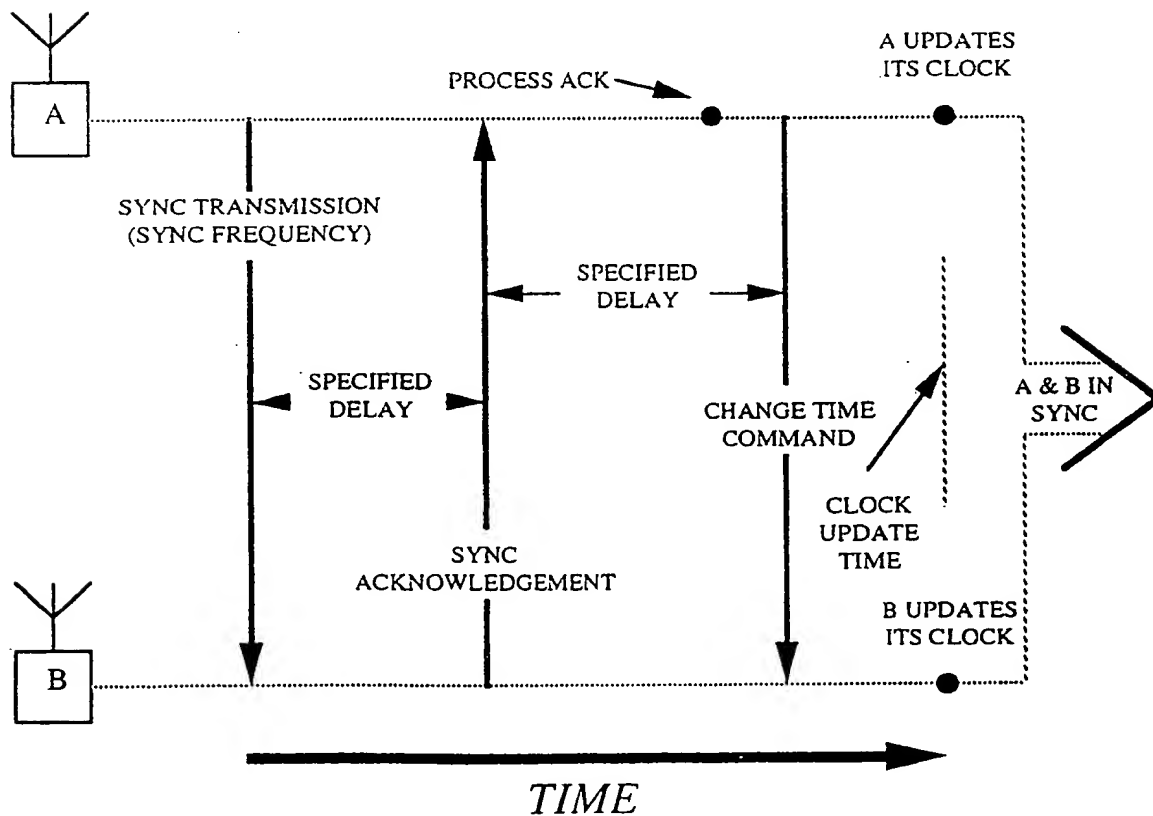 A UPDATES
ITS CLOCK
PROCESS ACK
A
SYNC TRANSMISSION
(SYNC FREQUENCY)
SPECIFIED
DELAY
SPECIFIED
DELAY
CHANGE TIME
COMMAND
A & B IN
SYNC
CLOCK
UPDATE
TIME
SYNC
ACKNOWLEDGEMENT
B UPDATES
ITS CLOCK
B
TIME